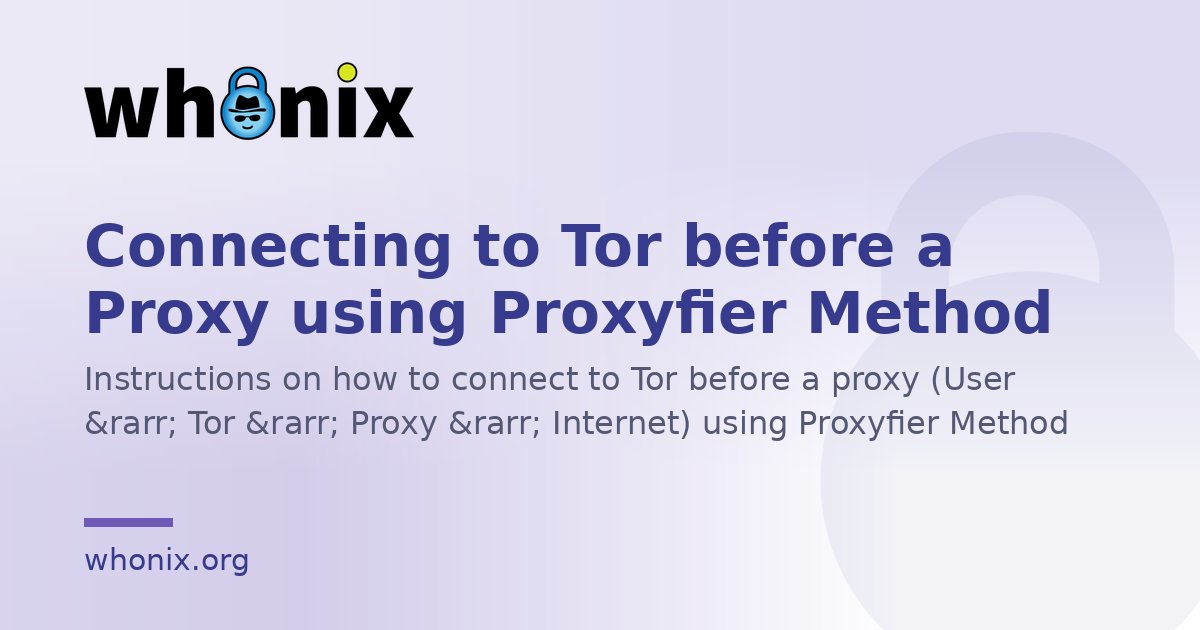 whonix
Connecting to Tor before a
Proxy using Proxyfier Method
Instructions on how to connect to Tor before a proxy (User
&rarr; Tor &rarr; Proxy &rarr; Internet) using Proxyfier Method
whonix.org